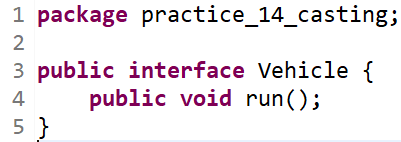 1 package practice_14_casting;
2
3 public interface Vehicle {
4     public void run();
5 }